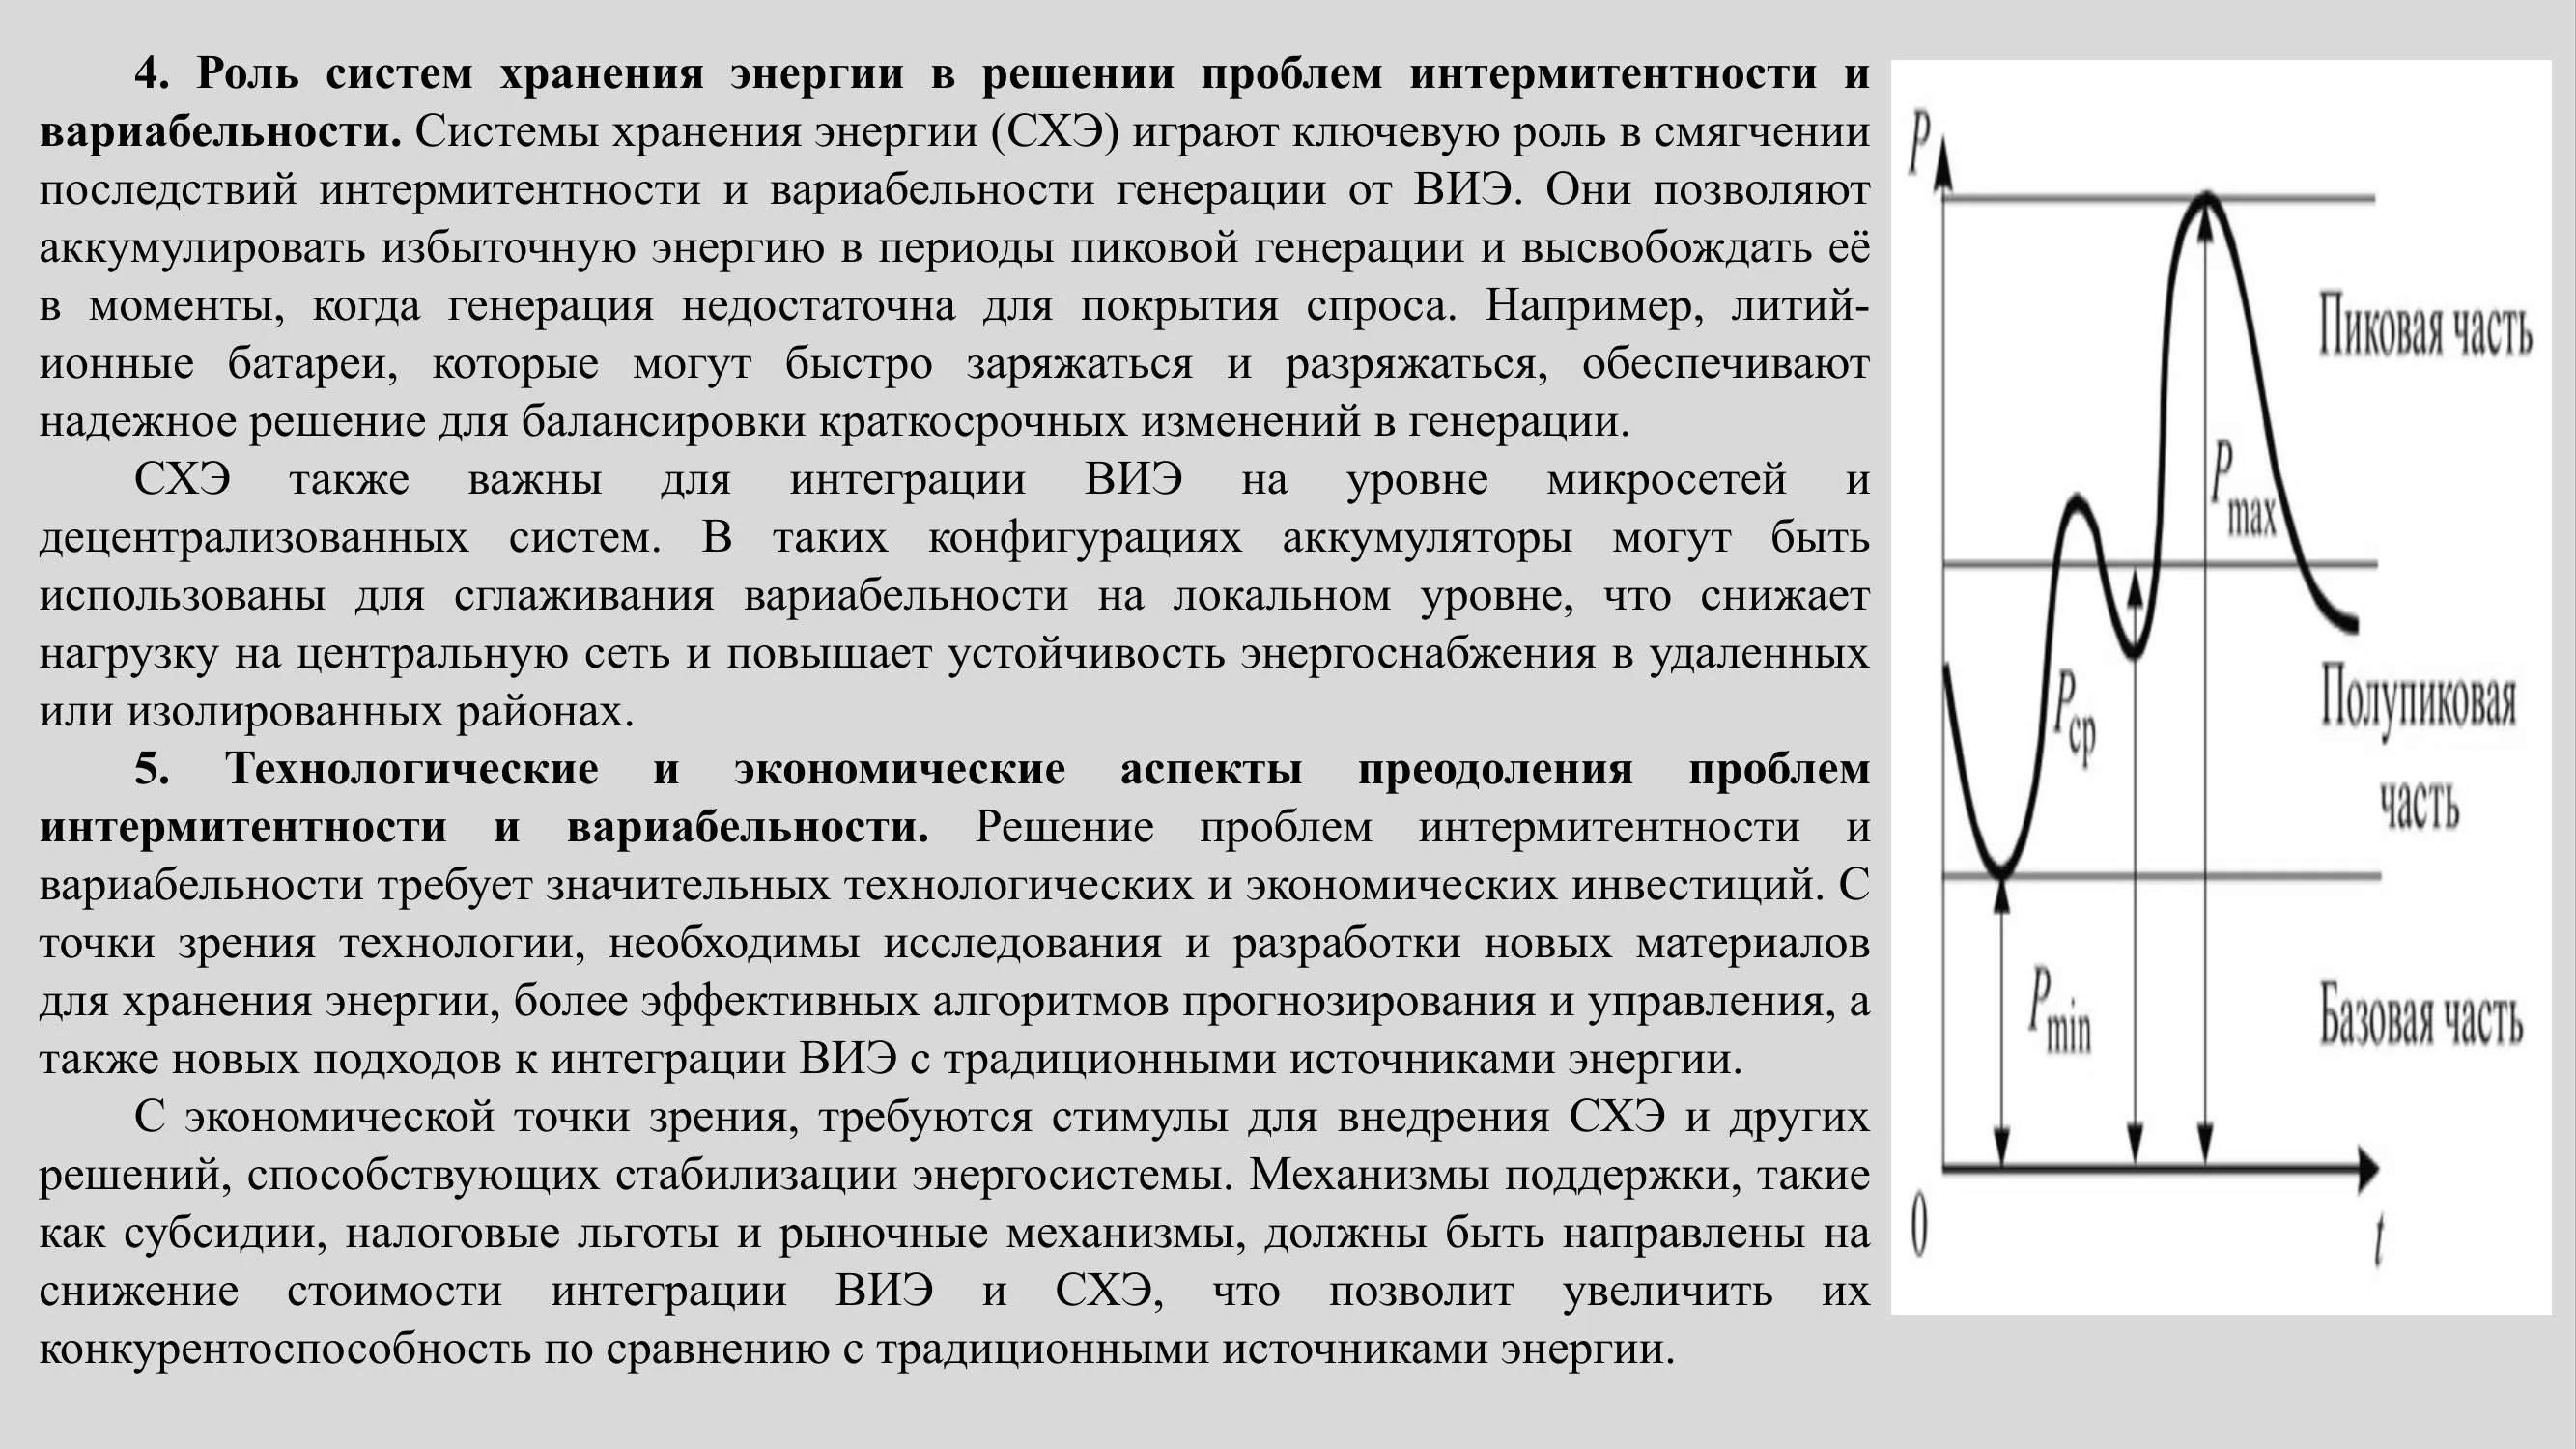 4. Роль систем хранения энергии в решении проблем интермитентности и
вариабельности. Системы хранения энергии (СХЭ) играют ключевую роль в смягчении
последствий интермитентности и вариабельности генерации от ВИЭ. Они позволяют
аккумулировать избыточную энергию в периоды пиковой генерации и высвобождать её
в моменты, когда генерация недостаточна для покрытия спроса. Например, литий-
ионные батареи, которые могут быстро заряжаться и разряжаться, обеспечивают
надежное решение для балансировки краткосрочных изменений в генерации.
СХЭ также важны для интеграции ВИЭ на уровне микросетей и
децентрализованных систем. В таких конфигурациях аккумуляторы могут быть
использованы для сглаживания вариабельности на локальном уровне, что снижает
нагрузку на центральную сеть и повышает устойчивость энергоснабжения в удаленных
или изолированных районах.
5. Технологические и экономические аспекты преодоления проблем
интермитентности и вариабельности. Решение проблем интермитентности и
вариабельности требует значительных технологических и экономических инвестиций. С
точки зрения технологии, необходимы исследования и разработки новых материалов
для хранения энергии, более эффективных алгоритмов прогнозирования и управления, а
также новых подходов к интеграции ВИЭ с традиционными источниками энергии.
С экономической точки зрения, требуются стимулы для внедрения СХЭ и других
решений, способствующих стабилизации энергосистемы. Механизмы поддержки, такие
как субсидии, налоговые льготы и рыночные механизмы, должны быть направлены на
снижение стоимости интеграции ВИЭ и СХЭ, что позволит увеличить их
конкурентоспособность по сравнению с традиционными источниками энергии.
P
Пиковая часть
Pmax
Pср
Полупиковая
часть
Pmin
Базовая часть
0
t